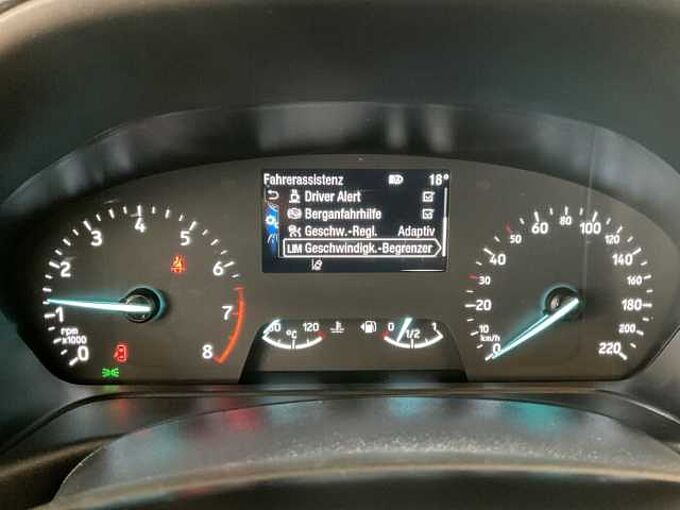 Fahrerassistenz 18°
Driver Alert
Berganfahrhilfe
Geschw.-Regl. Adaptiv
LIM Geschwindigk.-Begrenzer
0 1 2 3 4 5 6 7 8
rpm
x1000
60 °C 120
0 1/2 1
0 10 20 30 40 50 60 80 100 120 140 160 180 200 220
km/h